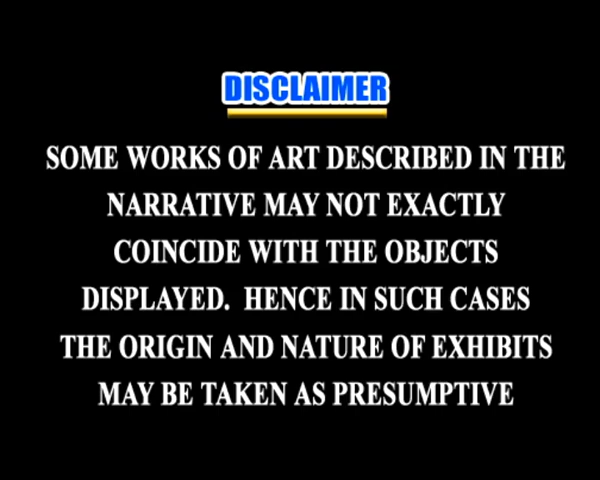 DISCLAIMER
SOME WORKS OF ART DESCRIBED IN THE
NARRATIVE MAY NOT EXACTLY
COINCIDE WITH THE OBJECTS
DISPLAYED.  HENCE IN SUCH CASES
THE ORIGIN AND NATURE OF EXHIBITS
MAY BE TAKEN AS PRESUMPTIVE